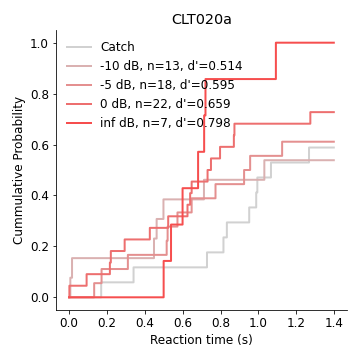 CLT020a
Cummulative Probability
1.0
0.8
0.6
0.4
0.2
0.0
Catch
-10 dB, n=13, d'=0.514
-5 dB, n=18, d'=0.595
0 dB, n=22, d'=0.659
inf dB, n=7, d'=0.798
0.0 0.2 0.4 0.6 0.8 1.0 1.2 1.4
Reaction time (s)